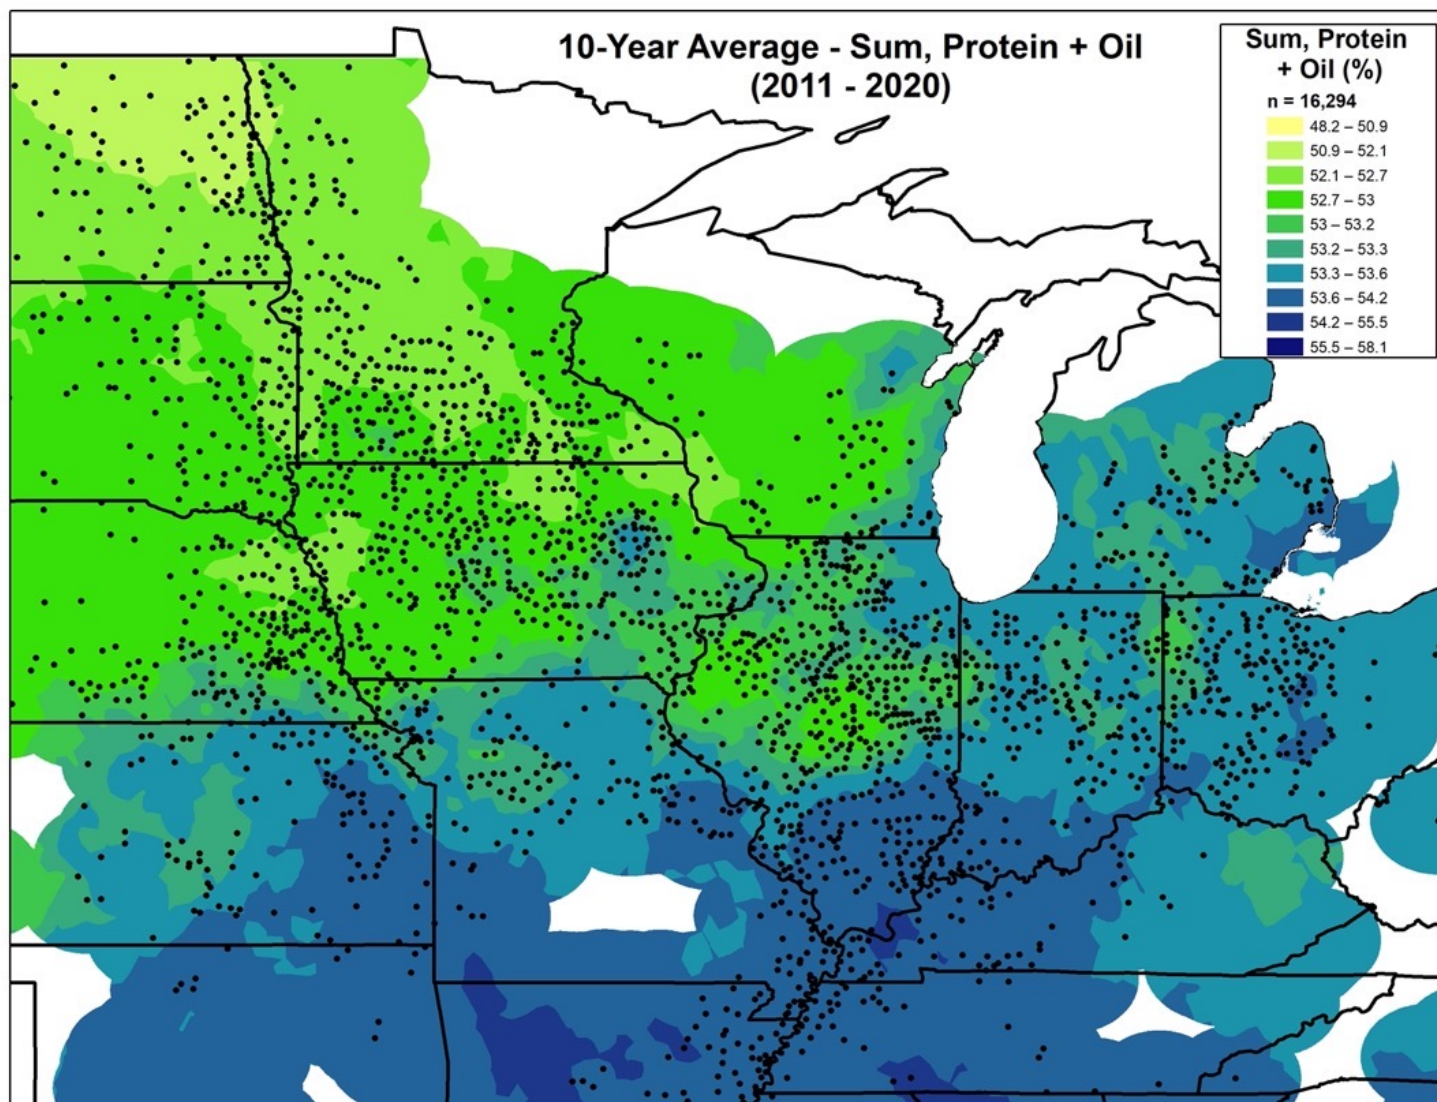 10-Year Average - Sum, Protein + Oil
(2011 - 2020)
Sum, Protein
+ Oil (%)
n = 16,294
48.2 – 50.9
50.9 – 52.1
52.1 – 52.7
52.7 – 53
53 – 53.2
53.2 – 53.3
53.3 – 53.6
53.6 – 54.2
54.2 – 55.5
55.5 – 58.1